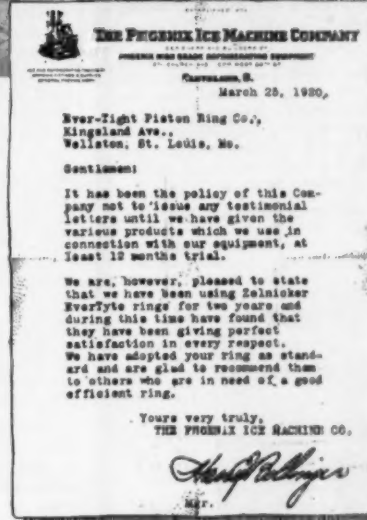 THE PHOENIX ICE MACHINE COMPANY
PHOENIX HIGH GRADE REFRIGERATING EQUIPMENT
CLEVELAND, O.
March 25, 1920,
Ever-Tight Piston Ring Co.,
Kingsland Ave.,
Wellston, St. Louis, Mo.
Gentlemen:
It has been the policy of this Com-
pany not to issue any testimonial
letters until we have given the
various products which we use in
connection with our equipment, at
least 12 months trial.
We are, however, pleased to state
that we have been using Zelnicker
EverTyte rings for two years and
during this time have found that
they have been giving perfect
satisfaction in every respect.
We have adopted your ring as stand-
ard and are glad to recommend them
to others who are in need of a good
efficient ring.
Yours very truly,
THE PHOENIX ICE MACHINE CO.
Mgr.